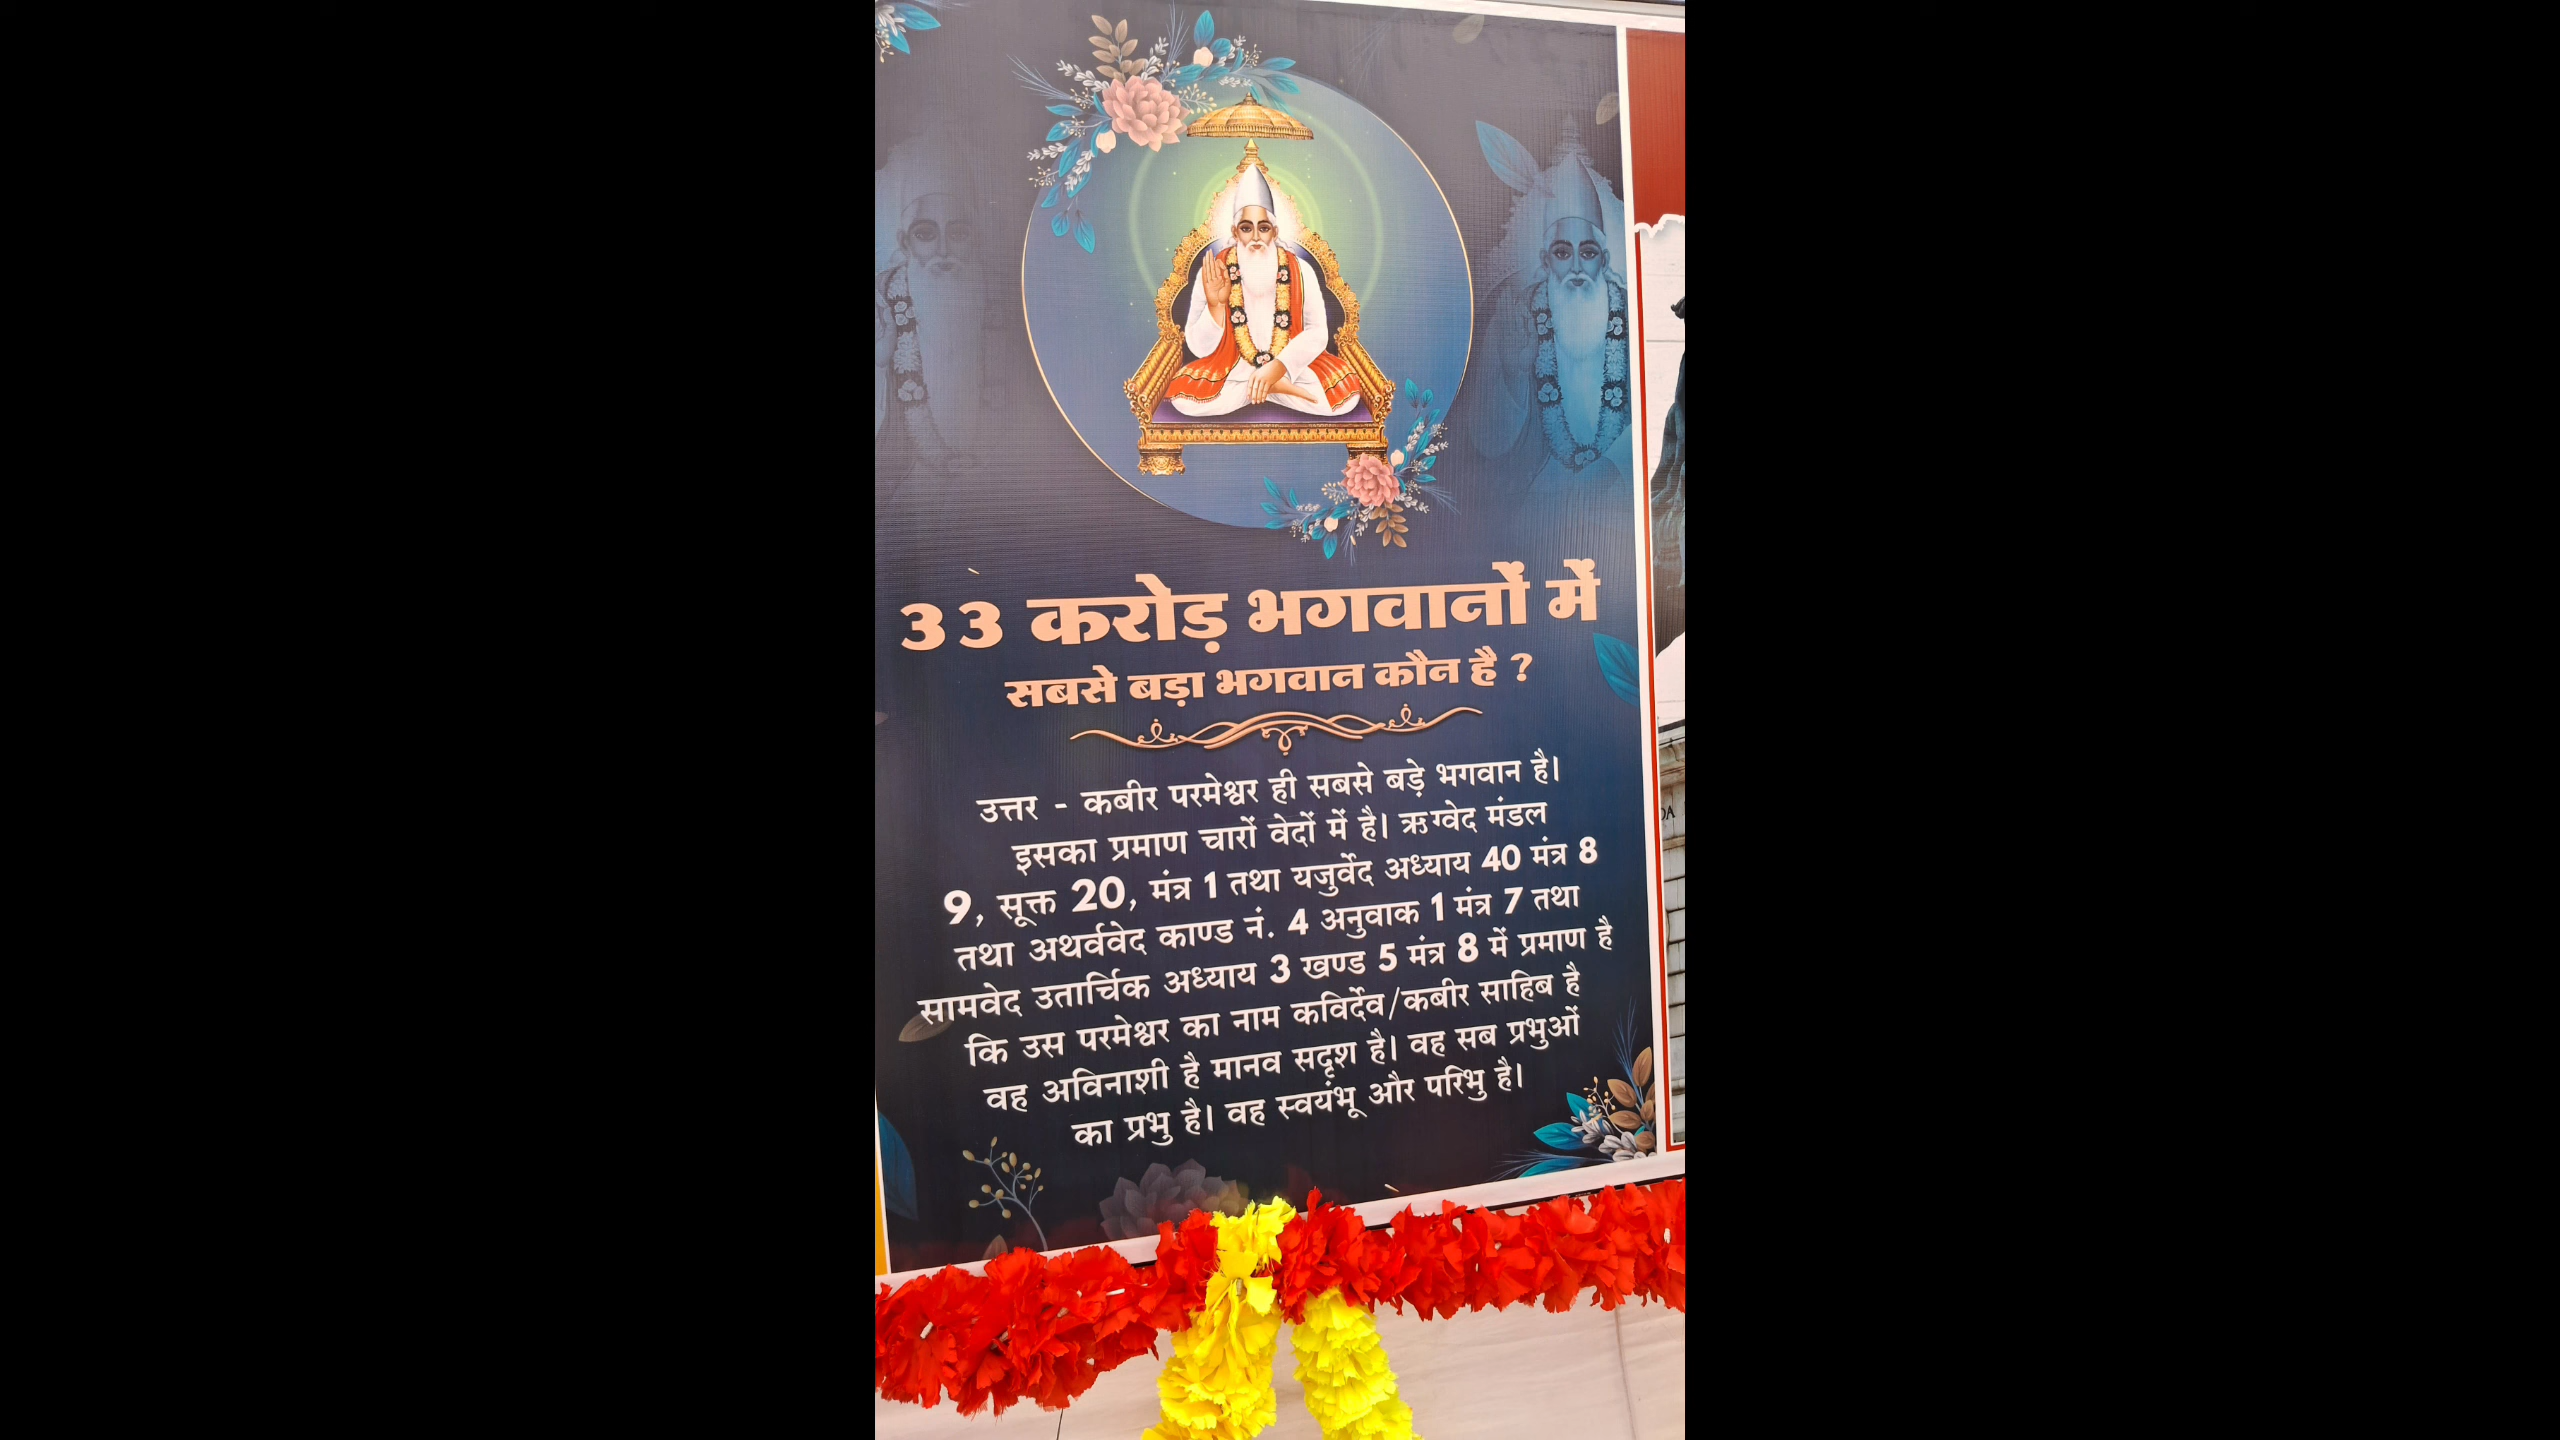 33 करोड़ भगवानों में
सबसे बड़ा भगवान कौन है ?
उत्तर - कबीर परमेश्वर ही सबसे बड़े भगवान है।
इसका प्रमाण चारों वेदों में है। ऋग्वेद मंडल
9, सूक्त 20, मंत्र 1 तथा यजुर्वेद अध्याय 40 मंत्र 8
तथा अथर्ववेद काण्ड नं. 4 अनुवाक 1 मंत्र 7 तथा
सामवेद उतार्चिक अध्याय 3 खण्ड 5 मंत्र 8 में प्रमाण है
कि उस परमेश्वर का नाम कविर्देव/कबीर साहिब है
वह अविनाशी है मानव सदृश है। वह सब प्रभुओं
का प्रभु है। वह स्वयंभू और परिभु है।